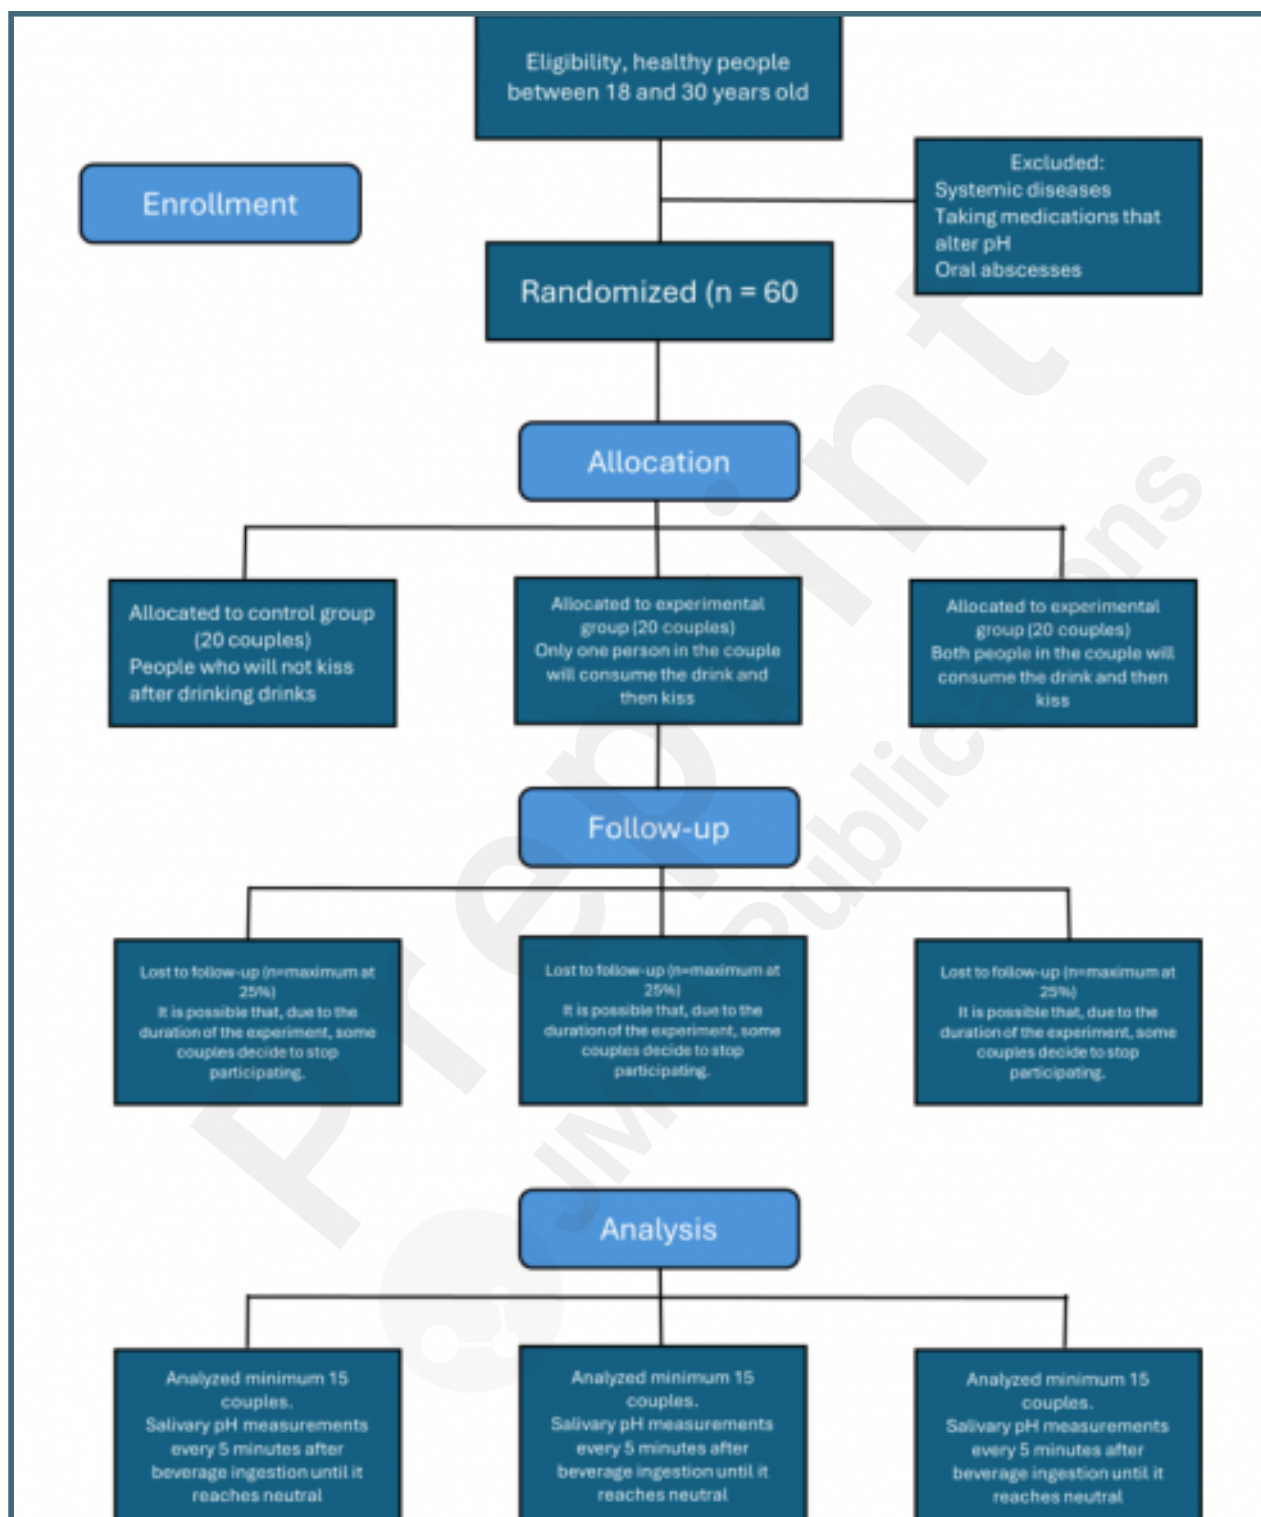 Eligibility, healthy people
between 18 and 30 years old
Enrollment
Excluded:
Systemic diseases
Taking medications that
alter pH
Oral abscesses
Randomized (n = 60
Allocation
Allocated to control group
(20 couples)
People who will not kiss
after drinking drinks
Allocated to experimental
group (20 couples)
Only one person in the couple
will consume the drink and
then kiss
Allocated to experimental
group (20 couples)
Both people in the couple will
consume the drink and then
kiss
Follow-up
Lost to follow-up (n=maximum at
25%)
It is possible that, due to the
duration of the experiment, some
couples decide to stop
participating.
Lost to follow-up (n=maximum at
25%)
It is possible that, due to the
duration of the experiment, some
couples decide to stop
participating.
Lost to follow-up (n=maximum at
25%)
It is possible that, due to the
duration of the experiment, some
couples decide to stop
participating.
Analysis
Analyzed minimum 15
couples.
Salivary pH measurements
every 5 minutes after
beverage ingestion until it
reaches neutral
Analyzed minimum 15
couples.
Salivary pH measurements
every 5 minutes after
beverage ingestion until it
reaches neutral
Analyzed minimum 15
couples.
Salivary pH measurements
every 5 minutes after
beverage ingestion until it
reaches neutral
Preprint
JMIR Publications